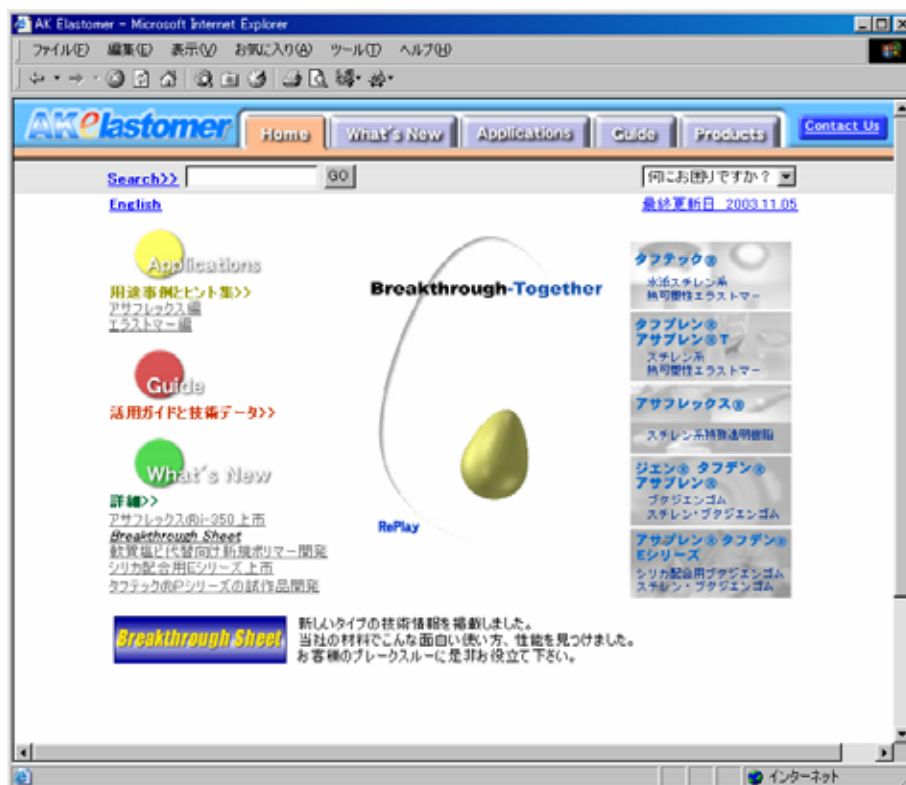 AK Elastomer - Microsoft Internet Explorer
ファイル(F) 編集(E) 表示(V) お気に入り(A) ツール(T) ヘルプ(H)
AKelastomer Home What's New Applications Guide Products Contact Us
Search>> GO 何にお困りですか？
English 最終更新日 2003.11.05
Applications
用途事例とヒント集>>
アサフレックス編
エラストマー編
Guide
活用ガイドと技術データ>>
What's New
詳細>>
アサフレックスのi-350 上市
Breakthrough Sheet
軟質塩ビ代替向け新規ポリマー開発
シリカ配合用Eシリーズ上市
タフテックのPシリーズの試作品開発
Breakthrough-Together
RePlay
タフテック®
水添スチレン系
熱可塑性エラストマー
タフプレン®
アサプレン®T
スチレン系
熱可塑性エラストマー
アサフレックス®
スチレン系特殊透明樹脂
ジエン® タフデン®
アサプレン®
ブタジエンゴム
スチレン・ブタジエンゴム
アサプレン® タフデン®
Eシリーズ
シリカ配合用ブタジエンゴム
スチレン・ブタジエンゴム
Breakthrough Sheet
新しいタイプの技術情報を掲載しました。
当社の材料でこんな面白い使い方、性能を見つけました。
お客様のブレークスルーに是非お役立て下さい。
インターネット